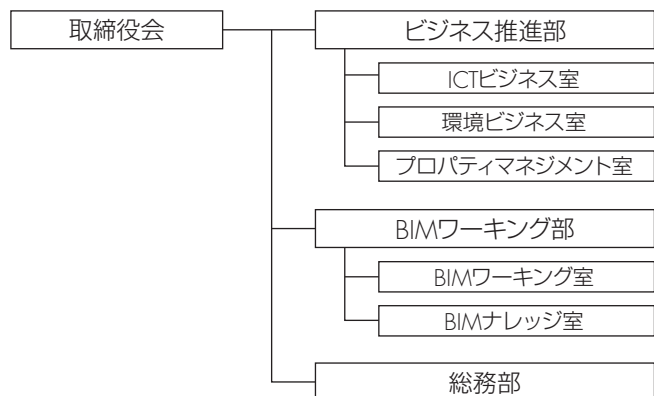 取締役会
ビジネス推進部
ICTビジネス室
環境ビジネス室
プロパティマネジメント室
BIMワーキング部
BIMワーキング室
BIMナレッジ室
総務部